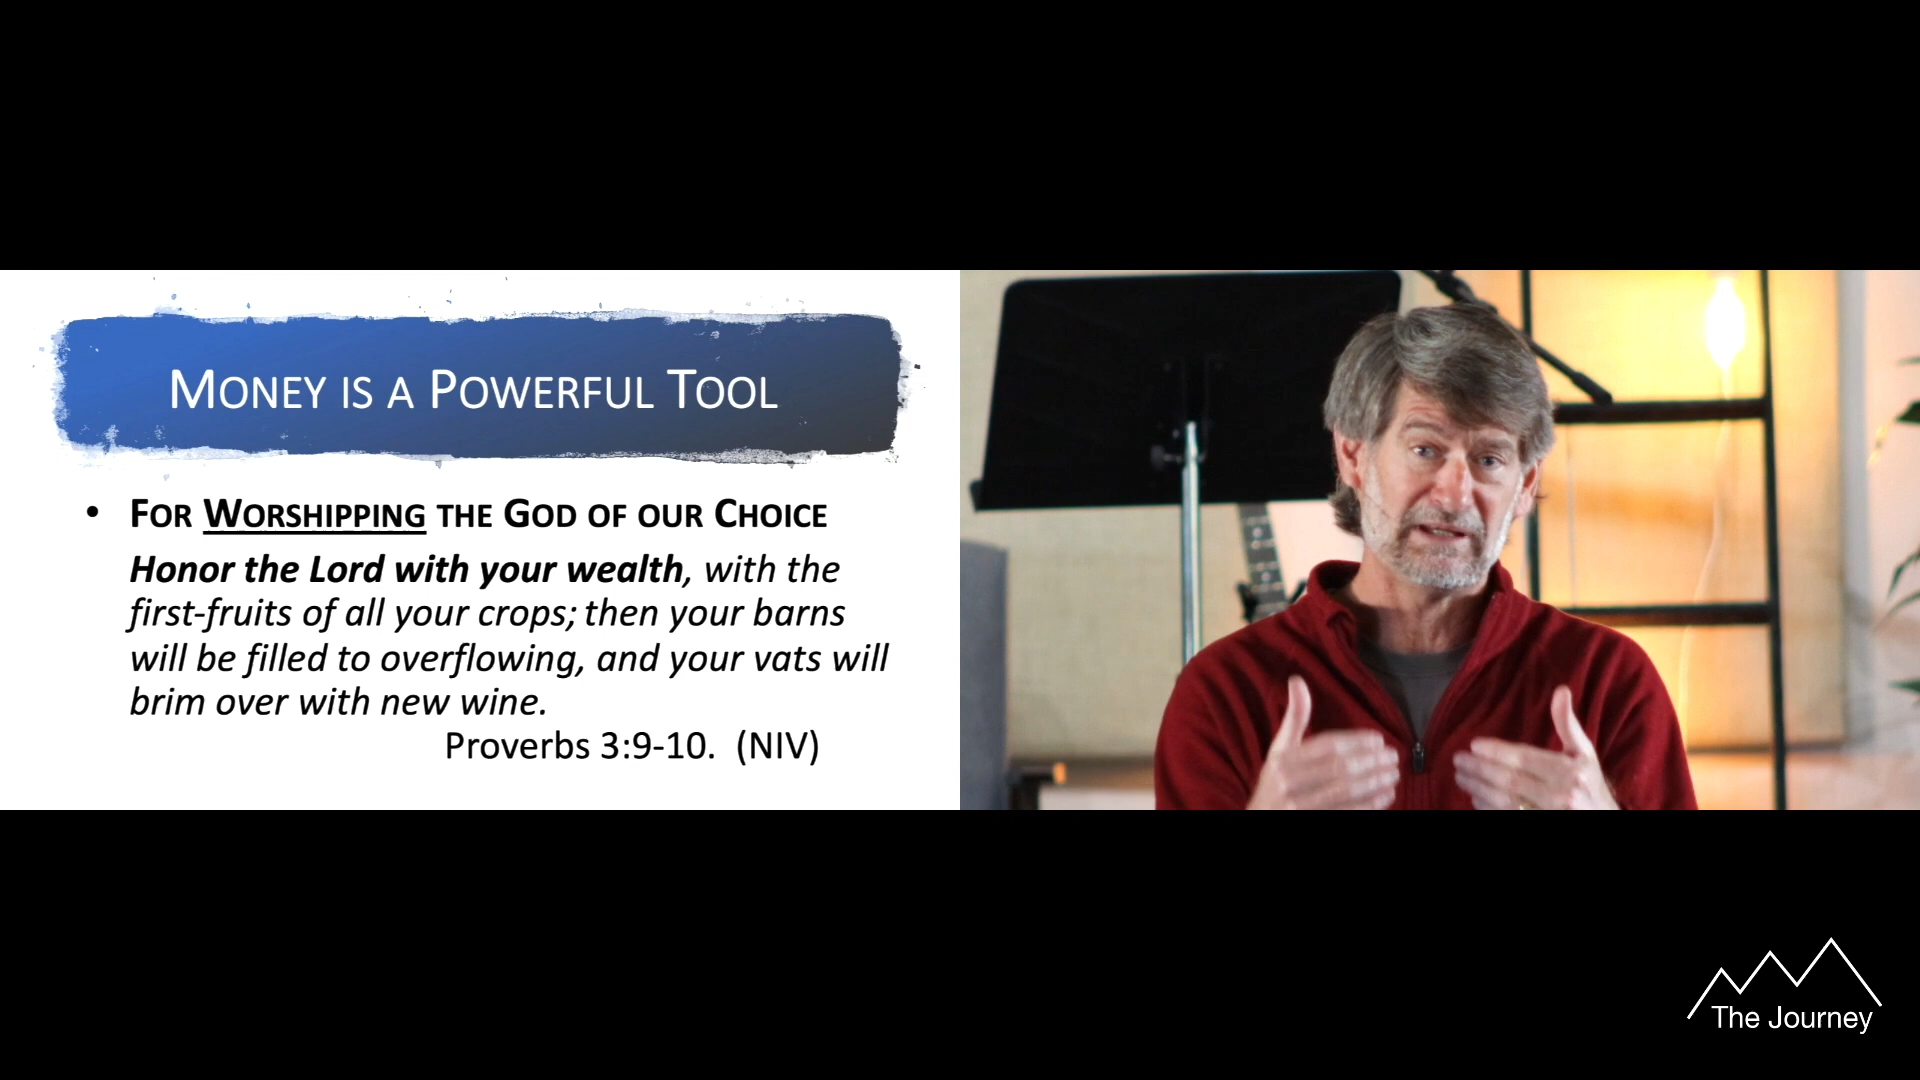 Money is a Powerful Tool
• For Worshipping the God of our Choice
Honor the Lord with your wealth, with the
first-fruits of all your crops; then your barns
will be filled to overflowing, and your vats will
brim over with new wine.
Proverbs 3:9-10. (NIV)
The Journey